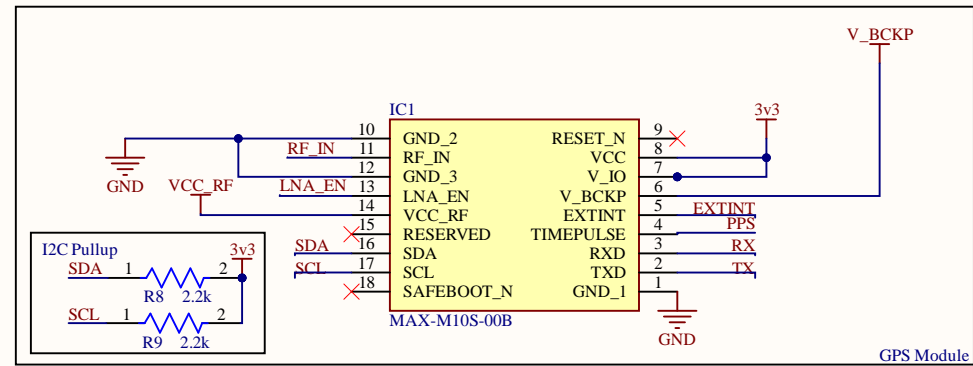 V_BCKP
IC1
3v3
10 GND_2 RESET_N 9
RF_IN 11 RF_IN VCC 8
12 GND_3 V_IO 7
GND VCC_RF LNA_EN 13 LNA_EN V_BCKP 6
14 VCC_RF EXTINT 5 EXTINT
15 RESERVED TIMEPULSE 4 PPS
SDA 16 SDA RXD 3 RX
SCL 17 SCL TXD 2 TX
18 SAFEBOOT_N GND_1 1
MAX-M10S-00B
GND
I2C Pullup
3v3
SDA 1 2
R8 2.2k
SCL 1 2
R9 2.2k
GPS Module